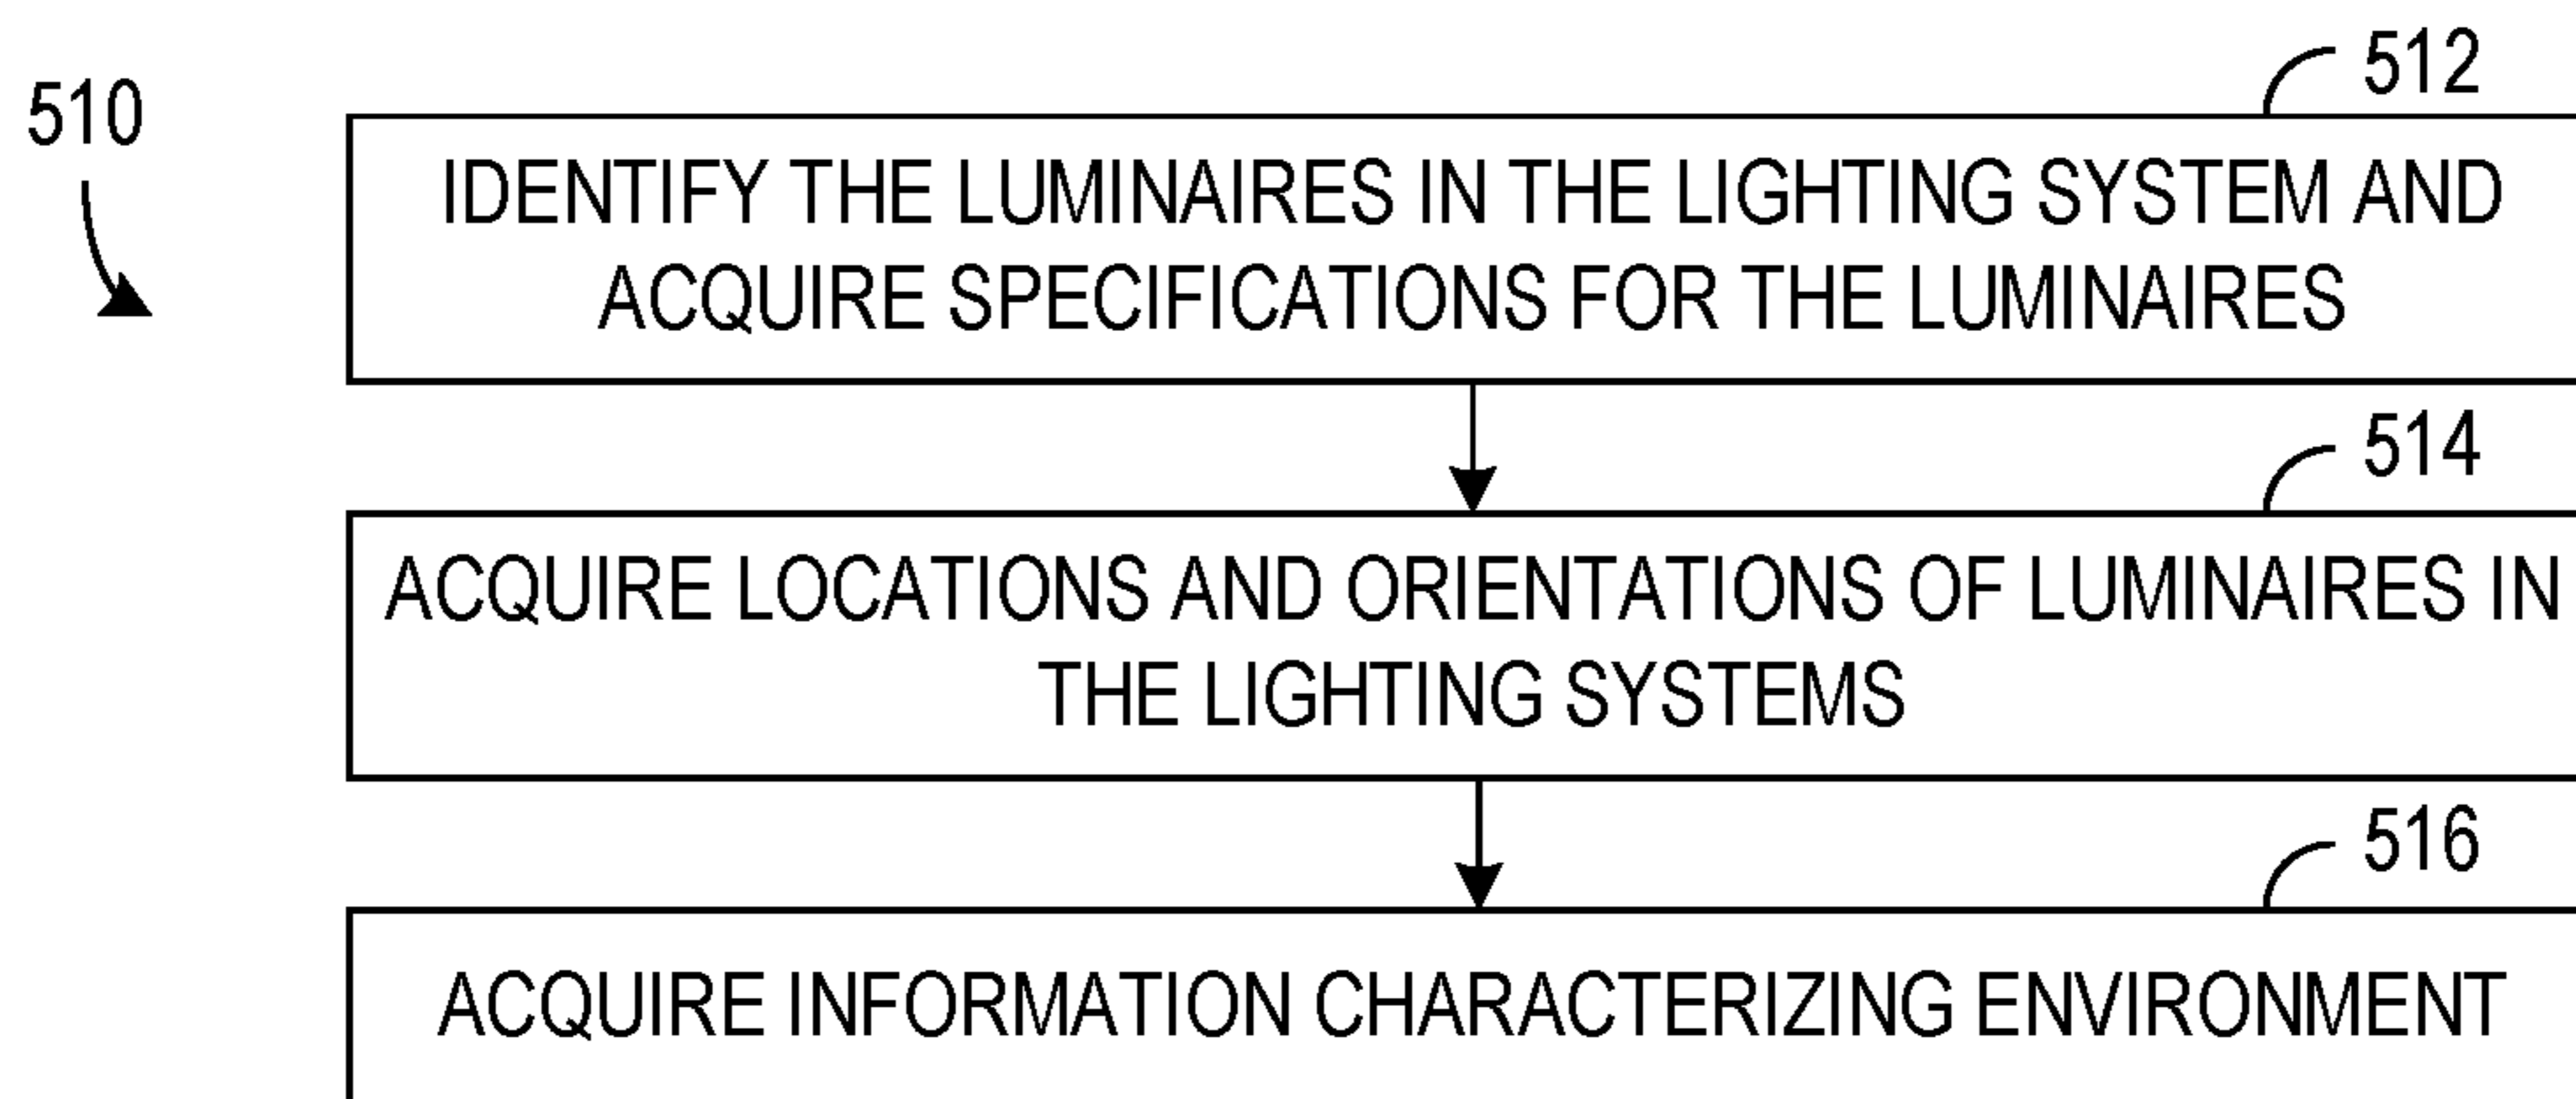 512
510
IDENTIFY THE LUMINAIRES IN THE LIGHTING SYSTEM AND
ACQUIRE SPECIFICATIONS FOR THE LUMINAIRES
514
ACQUIRE LOCATIONS AND ORIENTATIONS OF LUMINAIRES IN
THE LIGHTING SYSTEMS
516
ACQUIRE INFORMATION CHARACTERIZING ENVIRONMENT